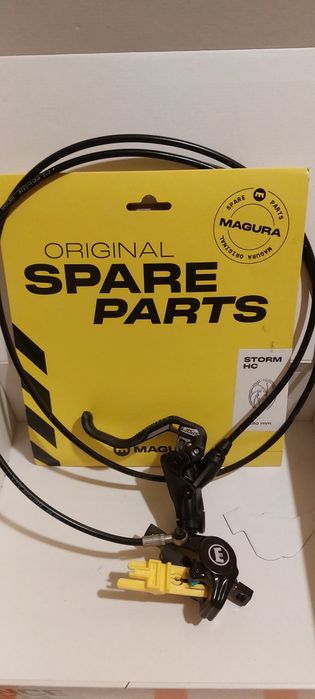 SPARE PARTS
MAGURA
MAGURA ORIGINAL
ORIGINAL
SPARE
PARTS
STORM
HC
MAGURA